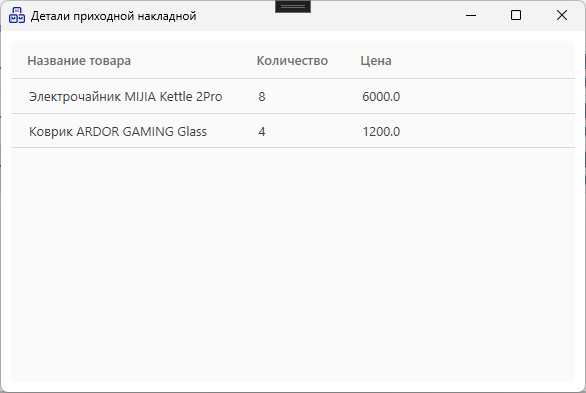 Детали приходной накладной
Название товара Количество Цена
Электрочайник MIJIA Kettle 2Pro 8 6000.0
Коврик ARDOR GAMING Glass 4 1200.0